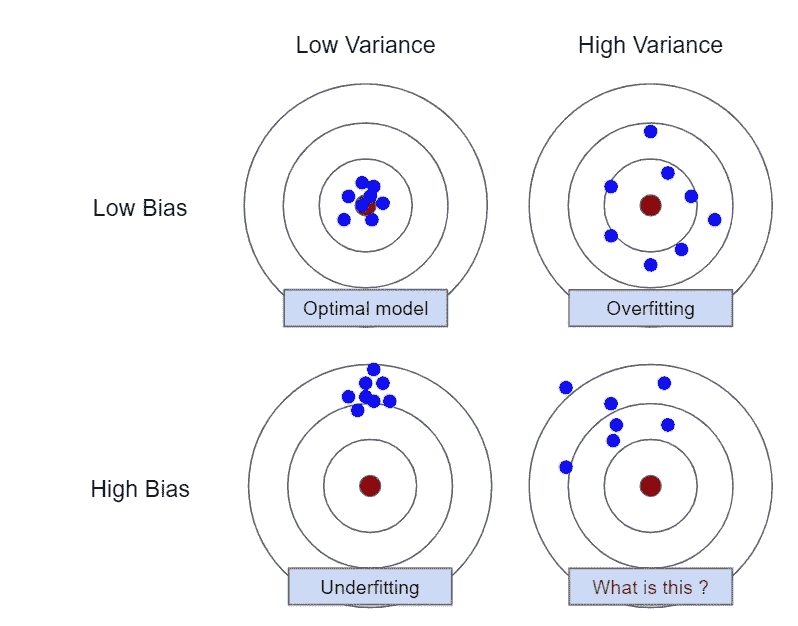 Low Variance
High Variance
Low Bias
Optimal model
Overfitting
High Bias
Underfitting
What is this ?